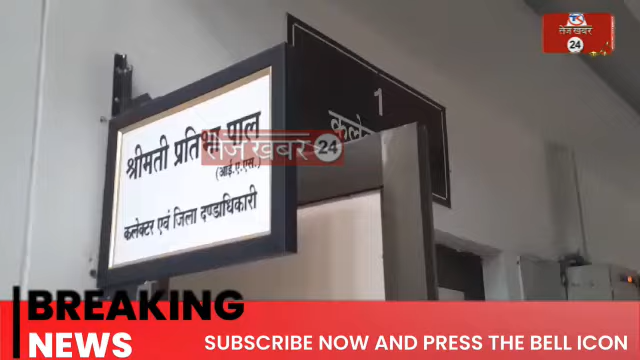 तेज खबर
24
1
श्रीमती प्रतिभा पाल
तेज खबर 24
(आई.ए.एस.)
कलेक्टर एवं जिला दण्डाधिकारी
BREAKING
NEWS
SUBSCRIBE NOW AND PRESS THE BELL ICON